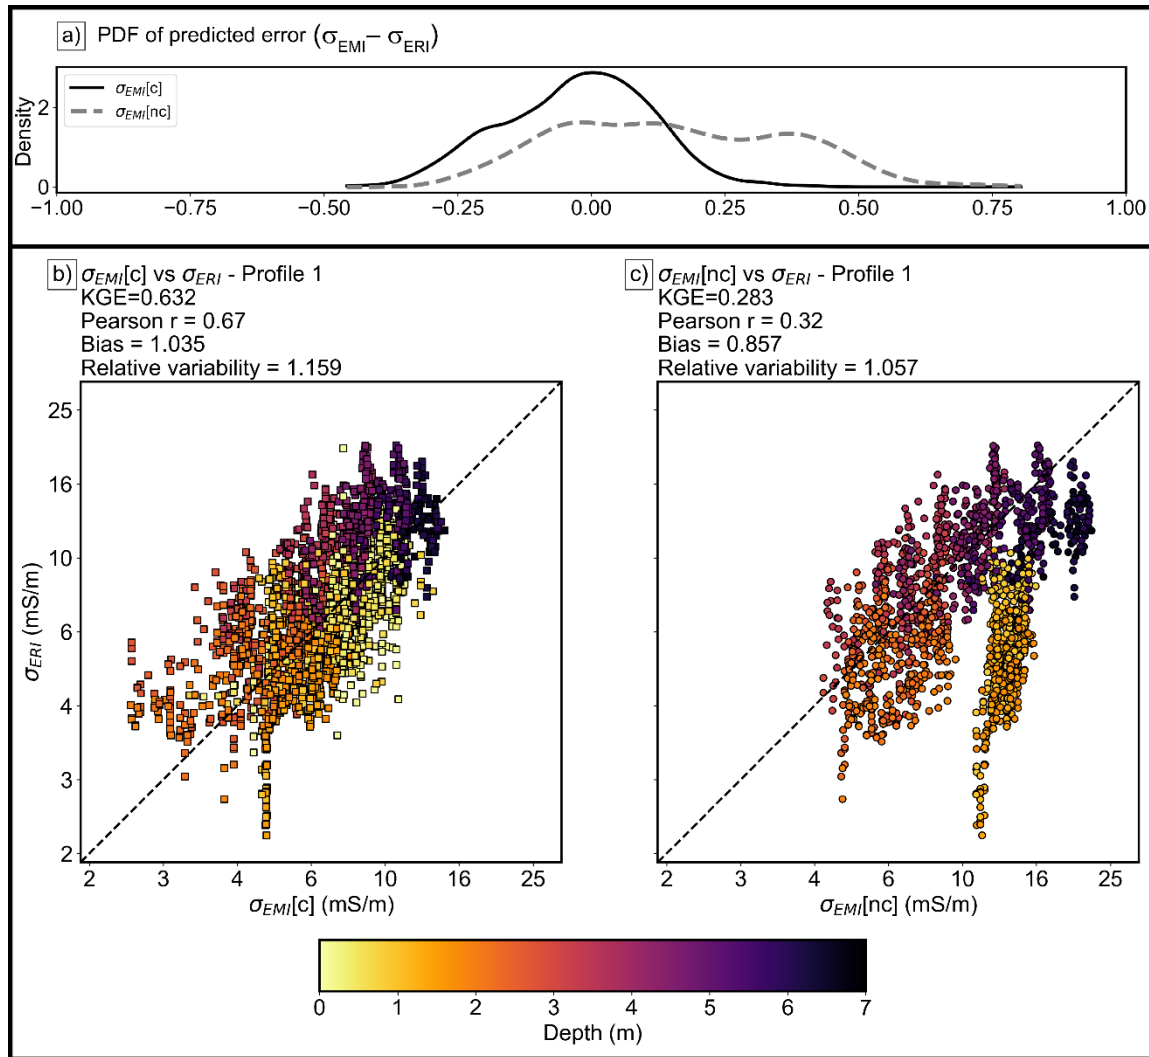 a) PDF of predicted error (σEMI− σERI)
σEMI[c]
σEMI[nc]
Density
2
0
−1.00 −0.75 −0.50 −0.25 0.00 0.25 0.50 0.75 1.00
b) σEMI[c] vs σERI - Profile 1
KGE=0.632
Pearson r = 0.67
Bias = 1.035
Relative variability = 1.159
25
16
10
6
4
3
2
σERI (mS/m)
2 3 4 6 10 16 25
σEMI[c] (mS/m)
c) σEMI[nc] vs σERI - Profile 1
KGE=0.283
Pearson r = 0.32
Bias = 0.857
Relative variability = 1.057
2 3 4 6 10 16 25
σEMI[nc] (mS/m)
0 1 2 3 4 5 6 7
Depth (m)